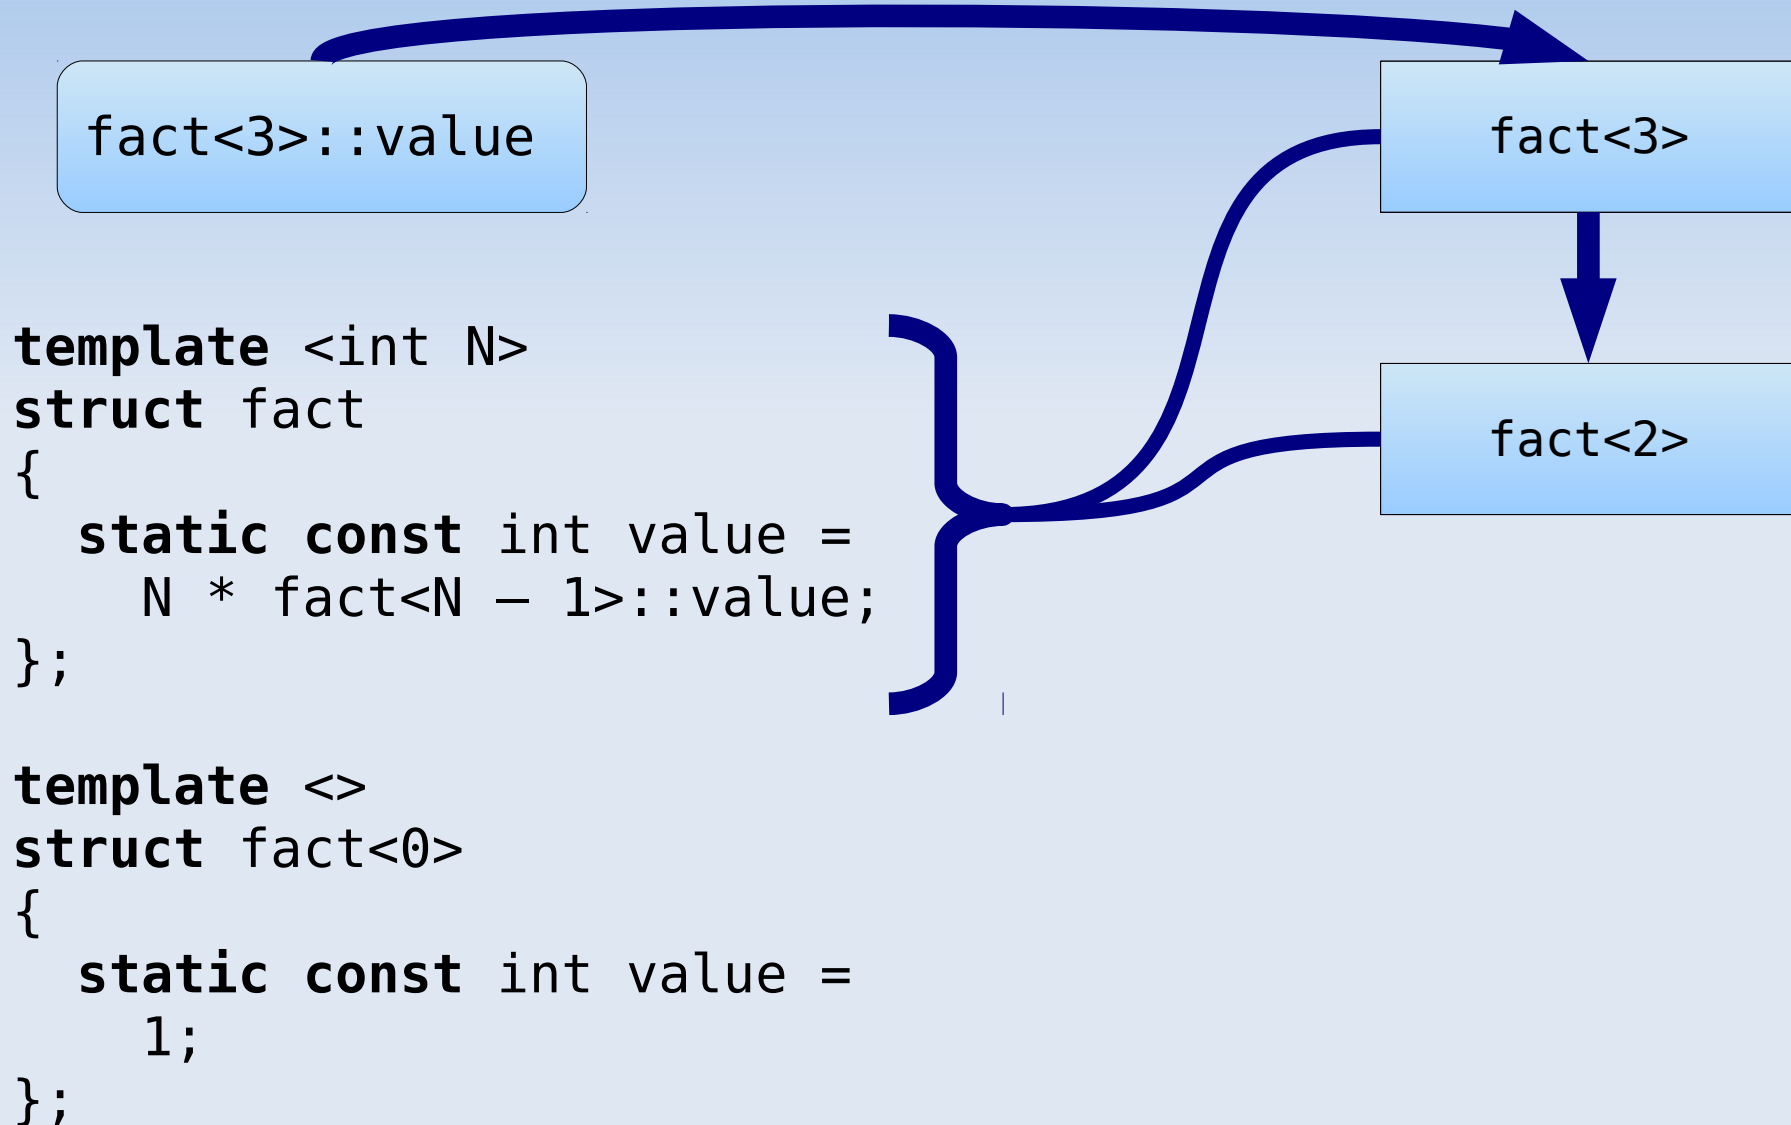 fact<3>::value
fact<3>
fact<2>
template <int N>
struct fact
{
  static const int value =
    N * fact<N – 1>::value;
};
template <>
struct fact<0>
{
  static const int value =
    1;
};